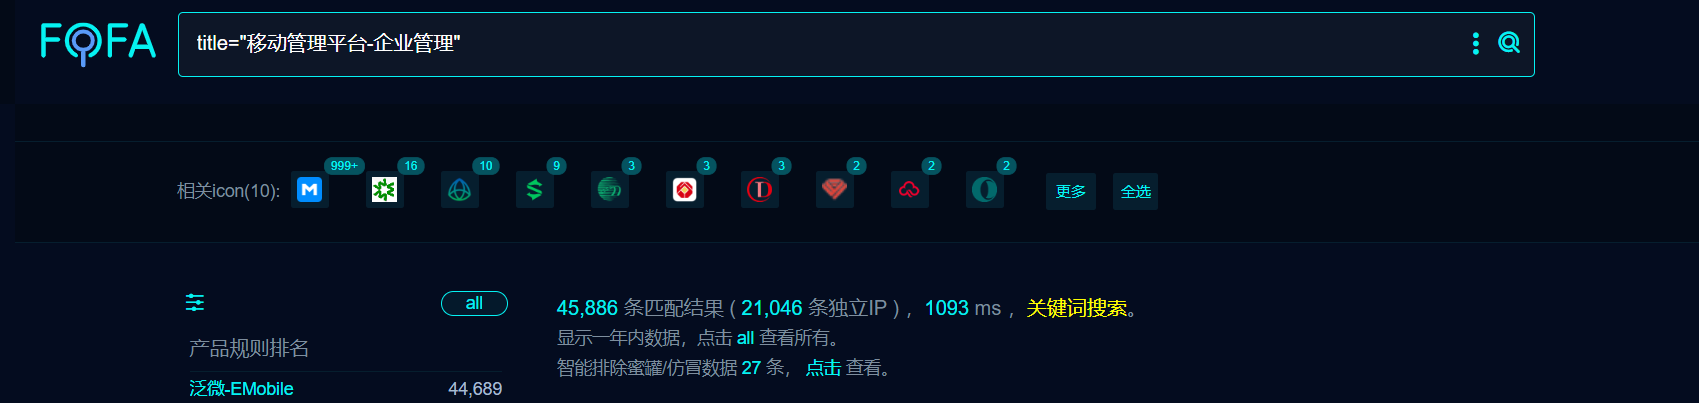 FOFA
title="移动管理平台-企业管理"
相关icon(10): 999+ 16 10 9 3 3 3 2 2 2 更多 全选
all
45,886 条匹配结果 ( 21,046 条独立IP ) ，1093 ms ，关键词搜索。
显示一年内数据，点击 all 查看所有。
产品规则排名
智能排除蜜罐/仿冒数据 27 条， 点击 查看。
泛微-EMobile 44,689